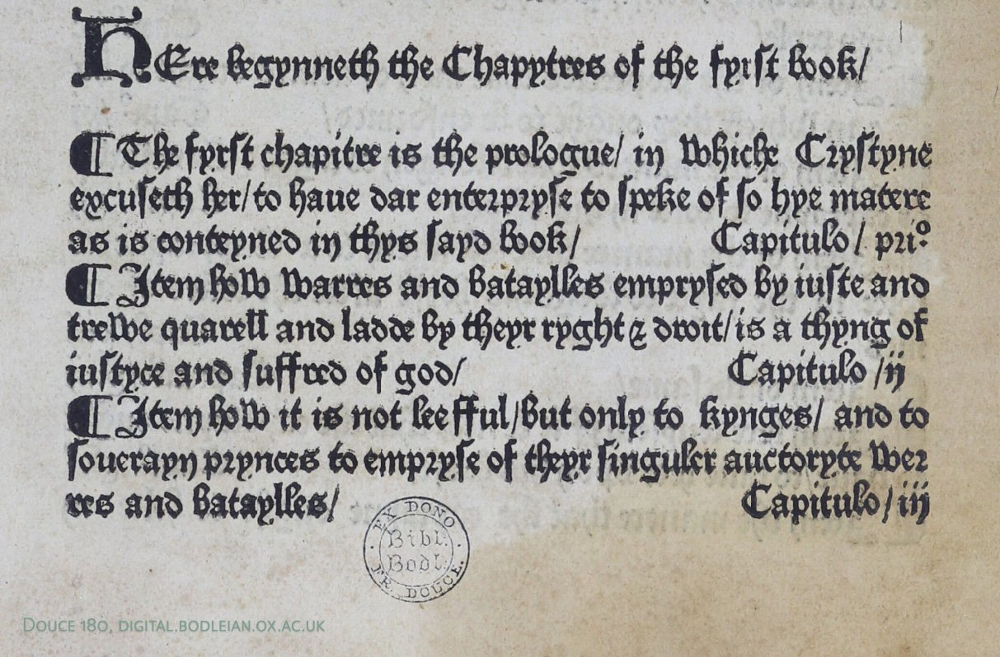 HEre begynneth the Chapytres of the fyrst book/
¶ The fyrst chapitre is the prologue/ in whiche Crystyne
excuseth her/to haue dar enterpryse to speke of so hye matere
as is conteyned in thys sayd book/ Capitulo / priº
¶ Item how warres and bataylles emprysed by iuste and
trewe quarell and ladde by theyr ryght & droit/is a thyng of
iustyce and suffred of god/ Capitulo /ij
¶ Item how it is not leefful/but only to kynges/ and to
souerayn prynces to empryse of theyr singuler auctoryte wer
res and bataylles/ Capitulo/iij
EX DONO
Bibl.
Bodl.
FR. DOUCE.
Douce 180, digital.bodleian.ox.ac.uk